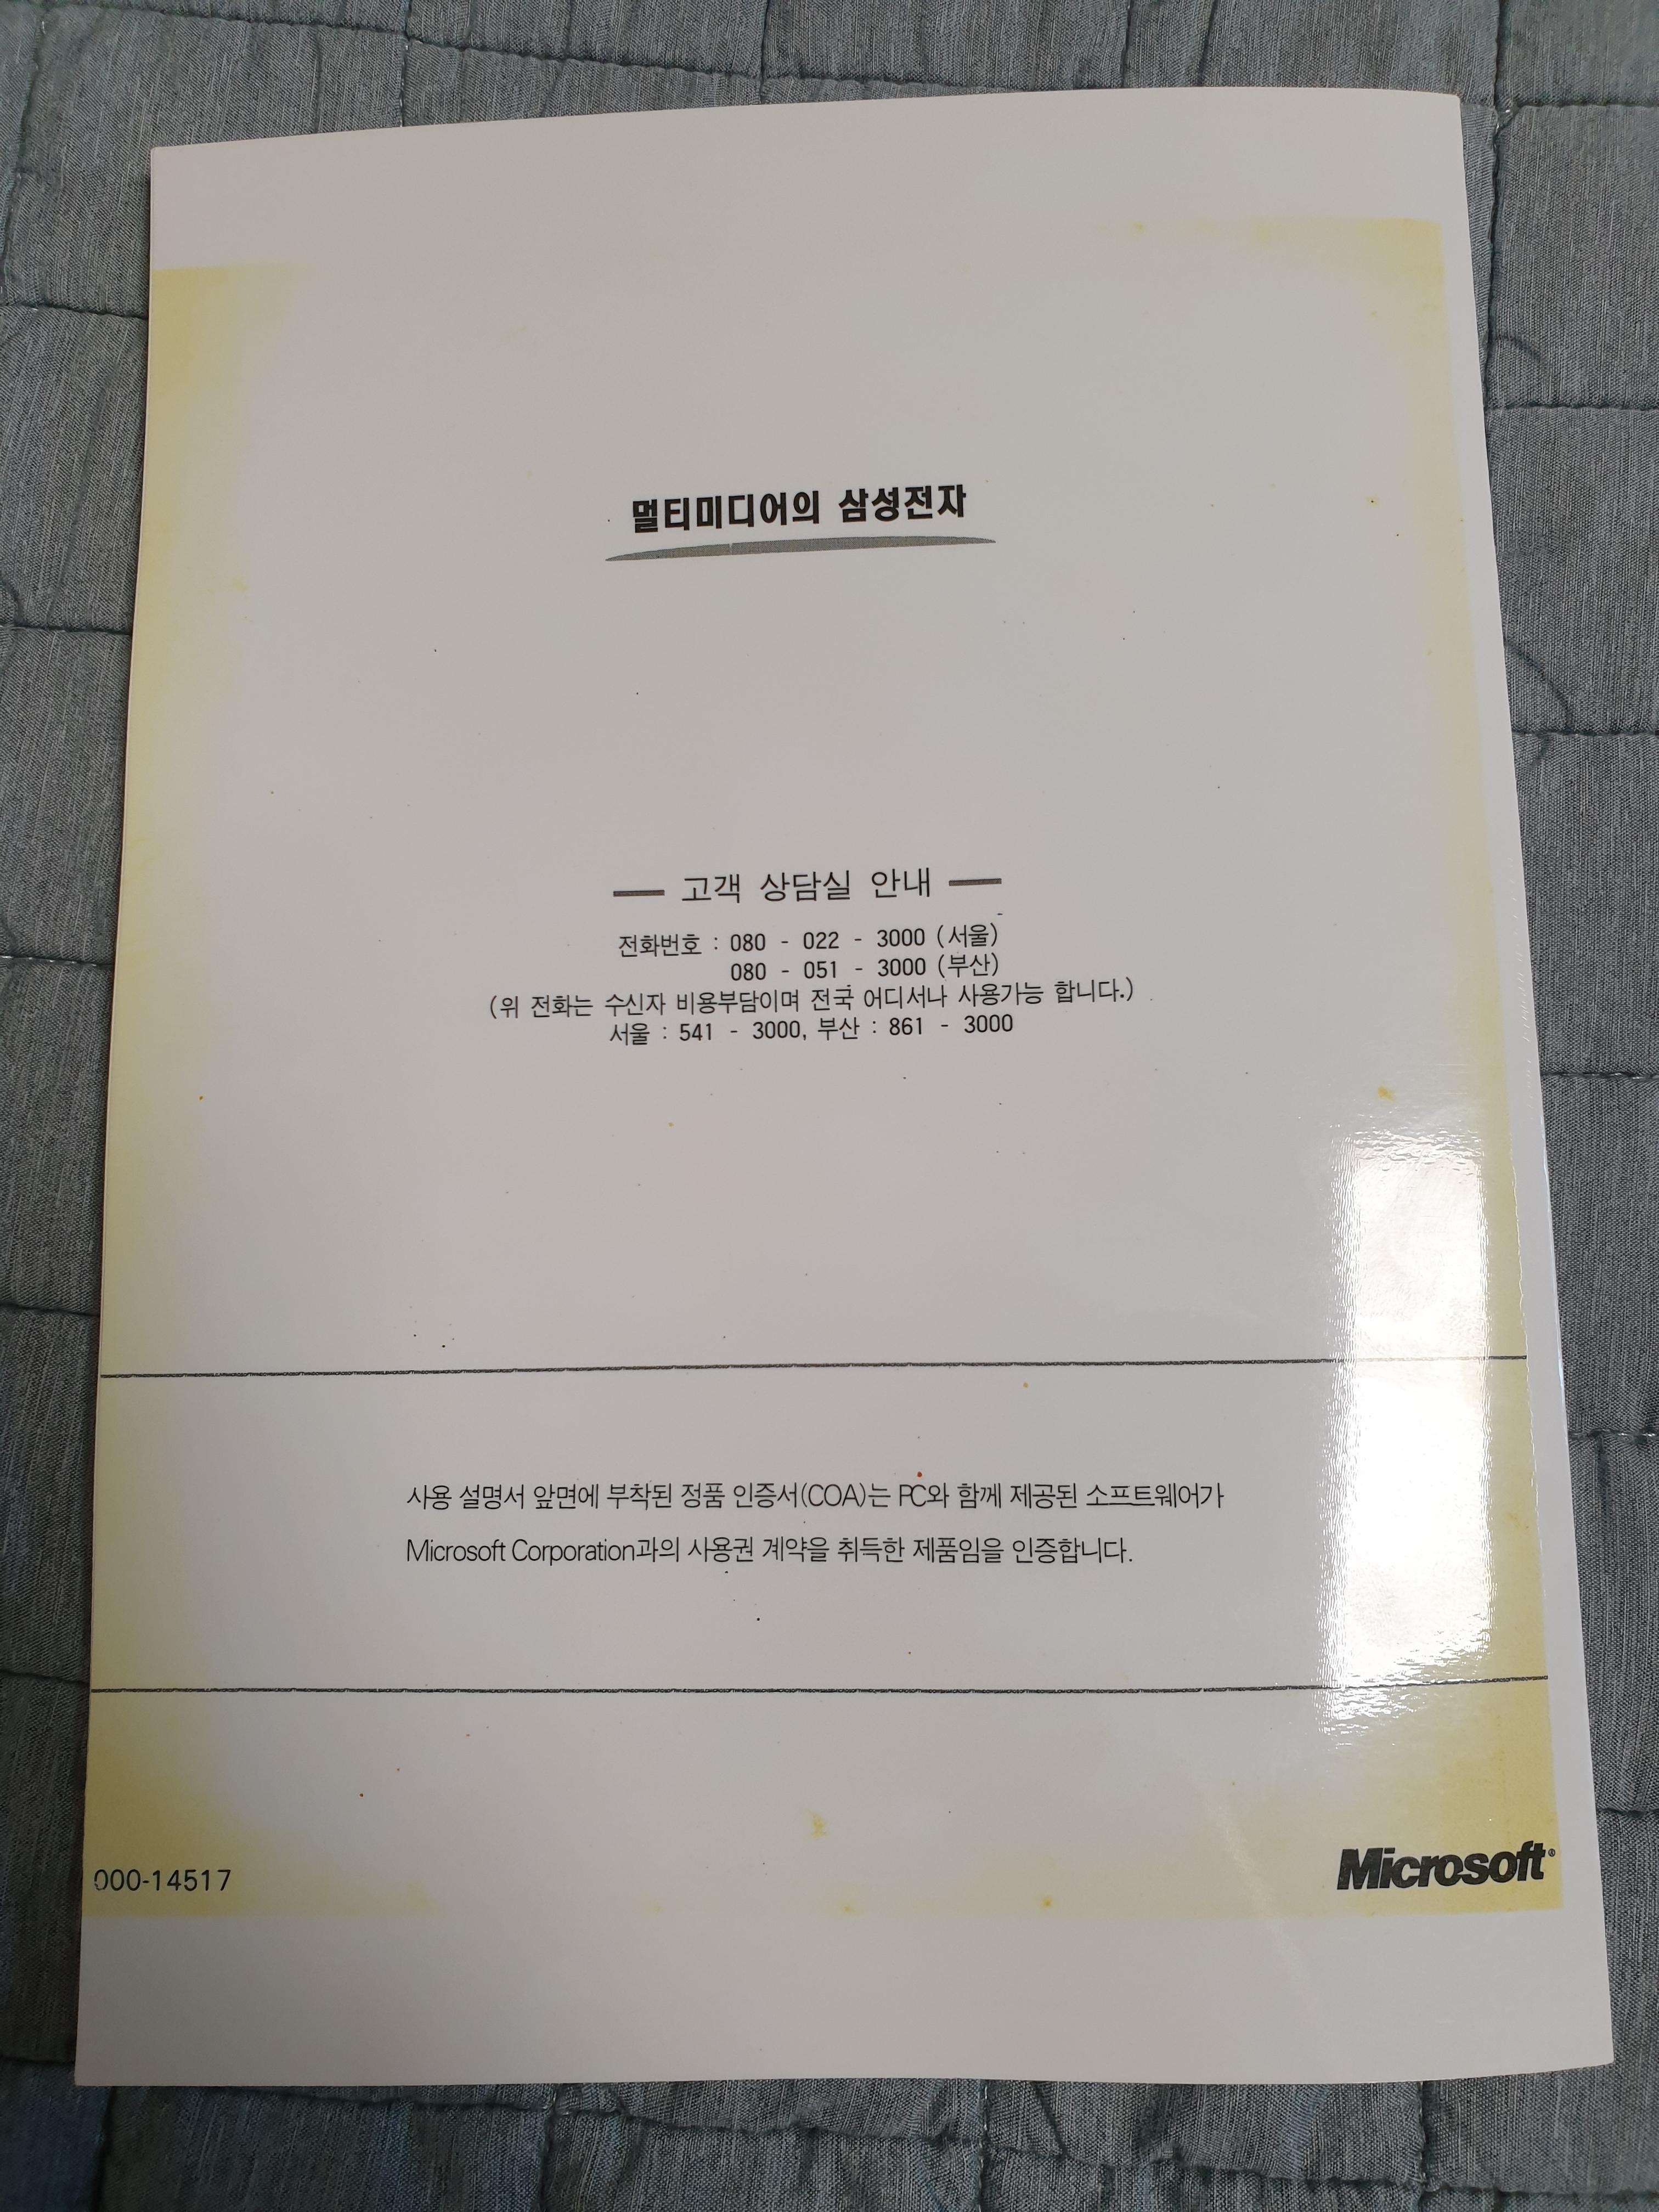 멀티미디어의 삼성전자
고객 상담실 안내
전화번호 : 080 - 022 - 3000 (서울)
080 - 051 - 3000 (부산)
(위 전화는 수신자 비용부담이며 전국 어디서나 사용가능 합니다.)
서울 : 541 - 3000, 부산 : 861 - 3000
사용 설명서 앞면에 부착된 정품 인증서(COA)는 PC와 함께 제공된 소프트웨어가
Microsoft Corporation과의 사용권 계약을 취득한 제품임을 인증합니다.
000-14517
Microsoft®